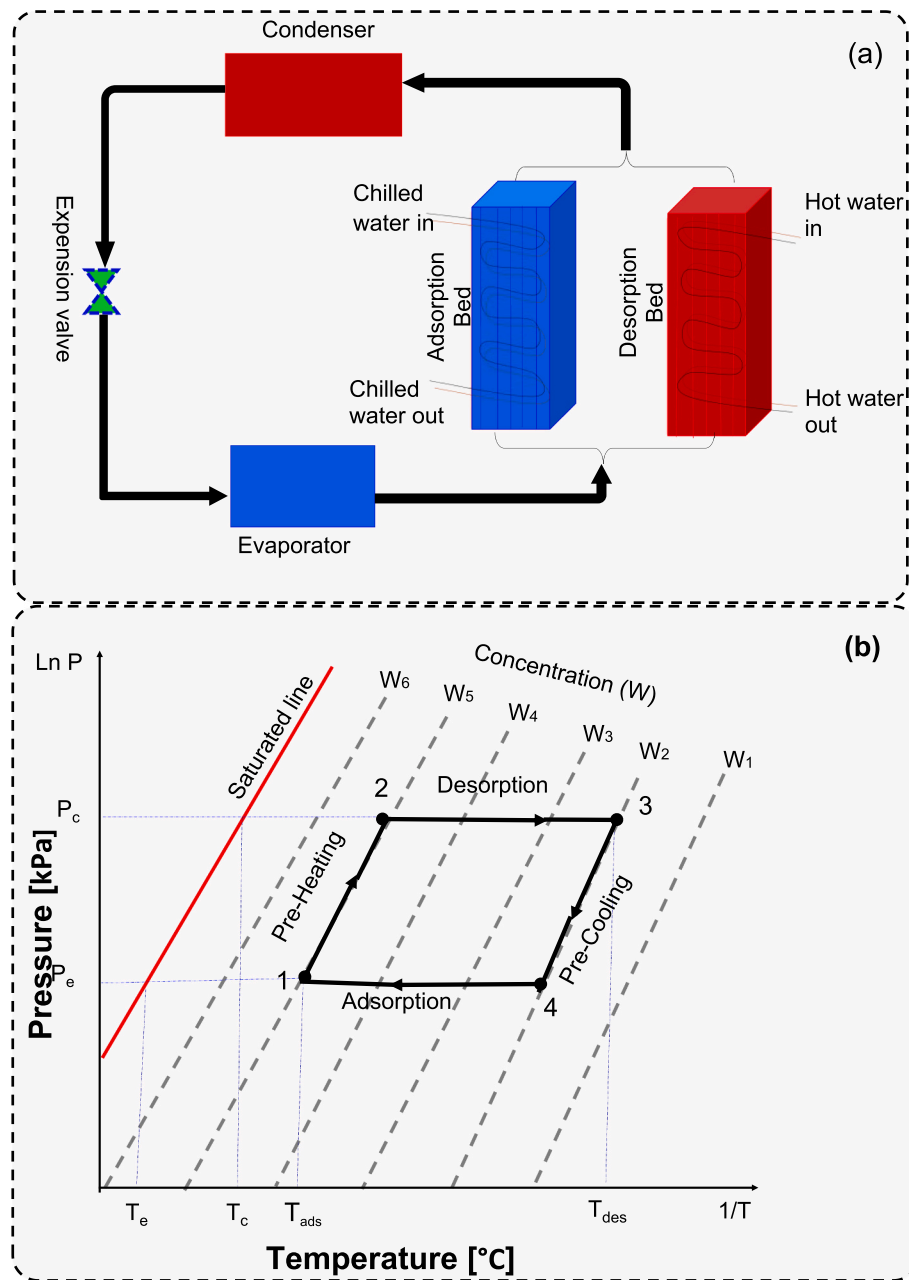 Condenser
(a)
Chilled
water in
Hot water
in
Expension valve
Adsorption
Bed
Desorption
Bed
Chilled
water out
Hot water
out
Evaporator
(b)
Ln P
Concentration (W)
W₆
W₅
W₄
W₃
W₂
W₁
Saturated line
Desorption
2
3
P꜀
Pre-Heating
Pre-Cooling
Pressure [kPa]
Pₑ
1
Adsorption
4
Tₑ
T꜀
Tₐdₛ
Tdₑₛ
1/T
Temperature [°C]